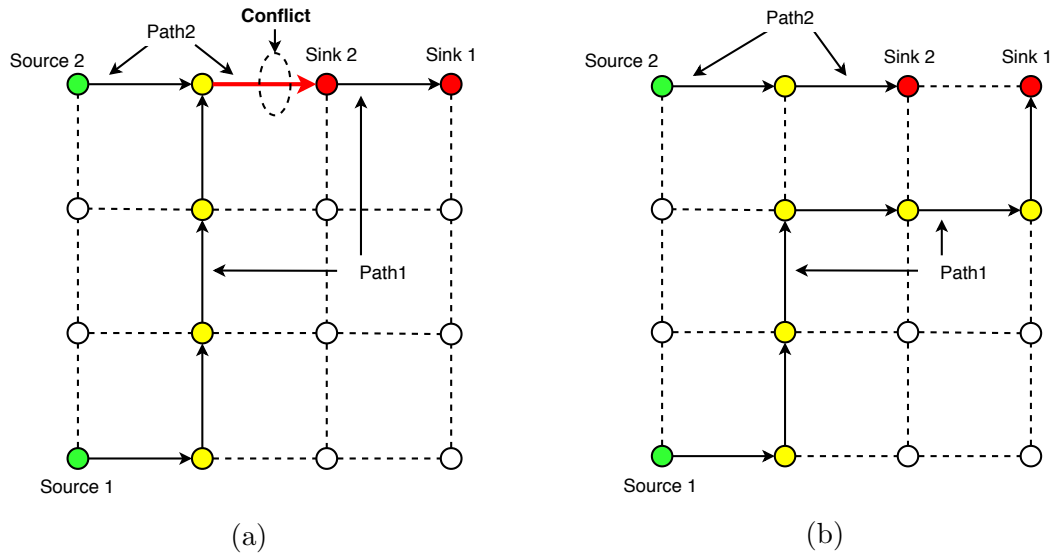 Conflict
Path2
Source 2
Sink 2
Sink 1
Path1
Source 1
(a)
Path2
Source 2
Sink 2
Sink 1
Path1
Source 1
(b)